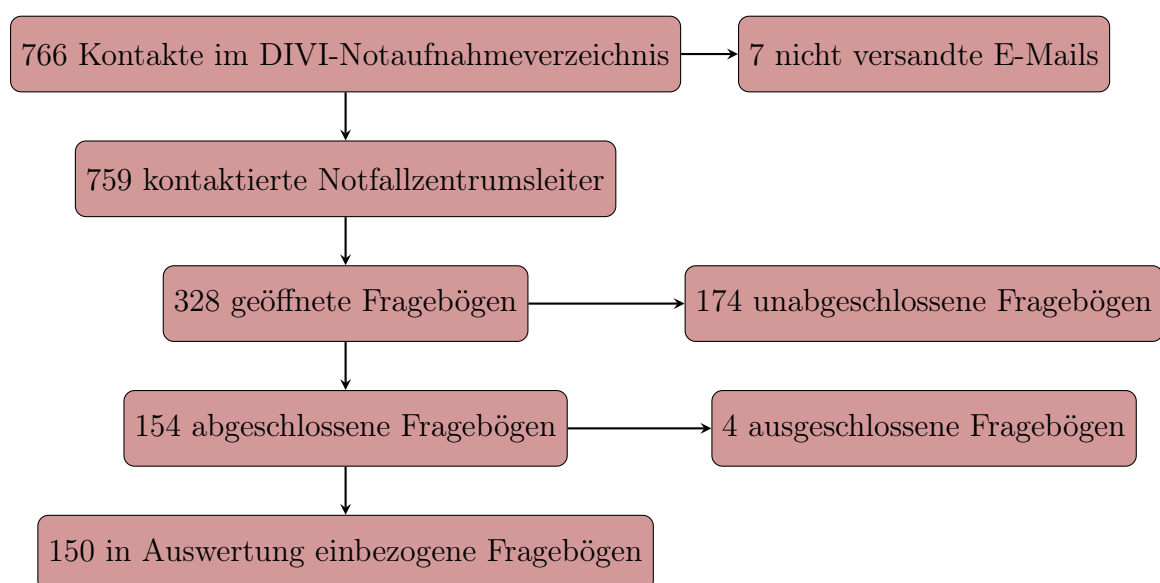 766 Kontakte im DIVI-Notaufnahmeverzeichnis
7 nicht versandte E-Mails
759 kontaktierte Notfallzentrumsleiter
328 geöffnete Fragebögen
174 unabgeschlossene Fragebögen
154 abgeschlossene Fragebögen
4 ausgeschlossene Fragebögen
150 in Auswertung einbezogene Fragebögen